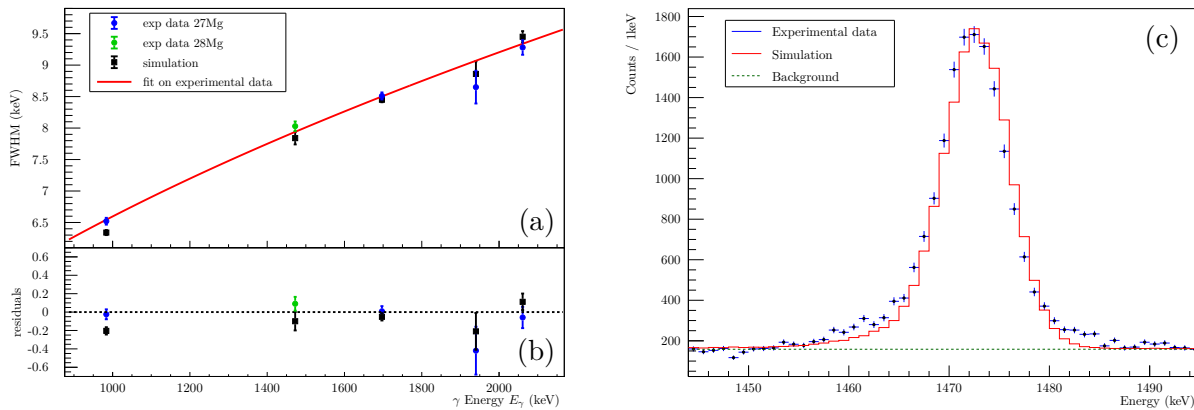 exp data 27Mg
exp data 28Mg
simulation
fit on experimental data
FWHM (keV)
9.5
9
8.5
8
7.5
7
6.5
(a)
residuals
0.6
0.4
0.2
0
-0.2
-0.4
-0.6
(b)
1000 1200 1400 1600 1800 2000
γ Energy Eγ (keV)
Experimental data
Simulation
Background
(c)
Counts / 1keV
1800
1600
1400
1200
1000
800
600
400
200
1450 1460 1470 1480 1490
Energy (keV)